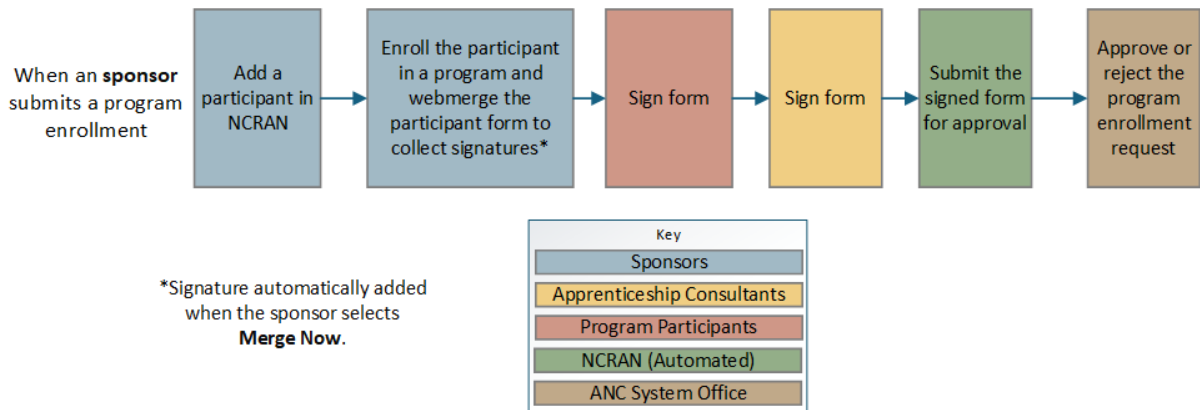 When an sponsor
submits a program
enrollment
Add a
participant in
NCRAN
Enroll the participant
in a program and
webmerge the
participant form to
collect signatures*
Sign form
Sign form
Submit the
signed form
for approval
Approve or
reject the
program
enrollment
request
*Signature automatically added
when the sponsor selects
Merge Now.
Key
Sponsors
Apprenticeship Consultants
Program Participants
NCRAN (Automated)
ANC System Office